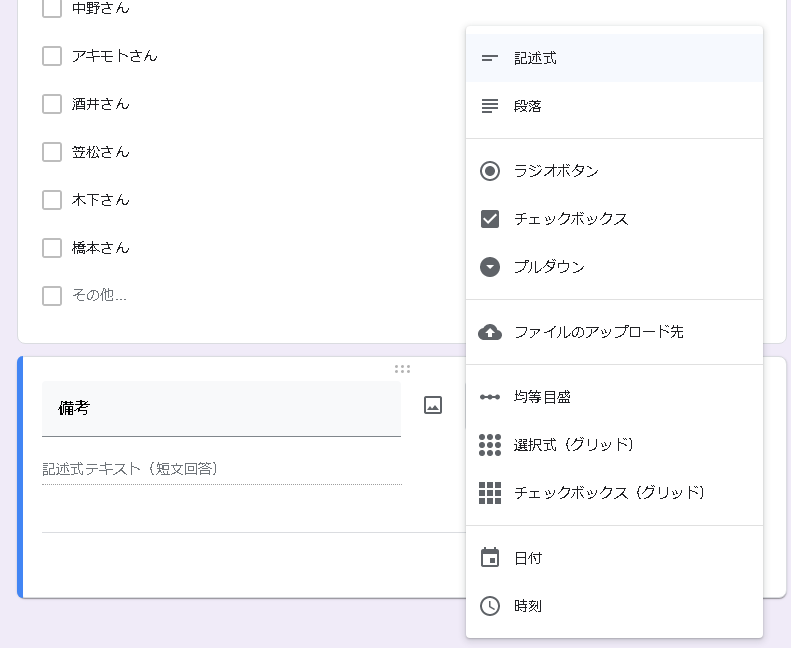 中野さん
アキモトさん
酒井さん
笠松さん
木下さん
橋本さん
その他...
備考
記述式テキスト（短文回答）
記述式
段落
ラジオボタン
チェックボックス
プルダウン
ファイルのアップロード先
均等目盛
選択式（グリッド）
チェックボックス（グリッド）
日付
時刻